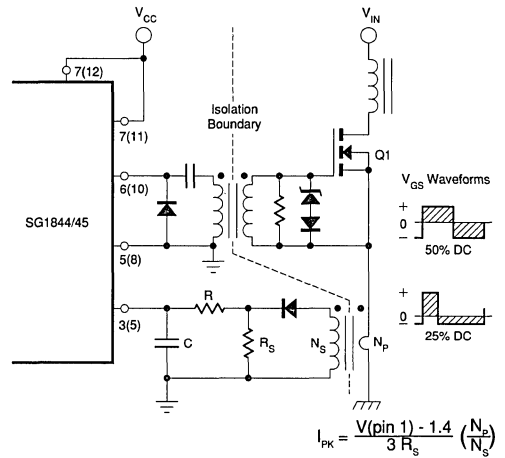 V_CC
V_IN
7(12)
7(11)
Isolation
Boundary
Q1
6(10)
V_GS Waveforms
SG1844/45
+
0
–
50% DC
5(8)
3(5)
R
C
R_S
N_S
N_P
+
0
–
25% DC
I_PK = V(pin 1) - 1.4 / 3 R_S (N_P / N_S)